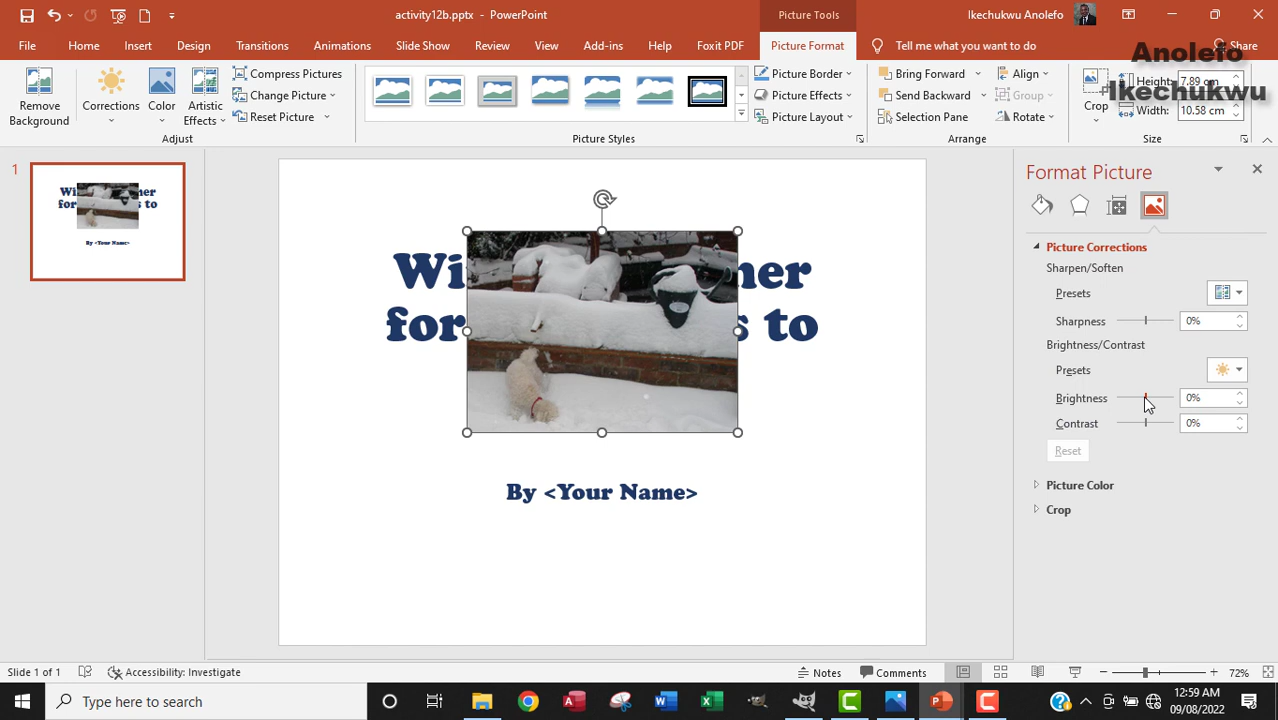 activity12b.pptx - PowerPoint
Picture Tools
Ikechukwu Anolefo
File Home Insert Design Transitions Animations Slide Show Review View Add-ins Help Foxit PDF Picture Format Tell me what you want to do Share
Anolefo
Ikechukwu
Remove Background
Corrections
Color
Artistic Effects
Compress Pictures
Change Picture
Reset Picture
Adjust
Picture Styles
Picture Border
Picture Effects
Picture Layout
Bring Forward
Send Backward
Selection Pane
Align
Group
Rotate
Arrange
Crop
Height: 7.89 cm
Width: 10.58 cm
Size
1
By <Your Name>
for to
By <Your Name>
Format Picture
Picture Corrections
Sharpen/Soften
Presets
Sharpness 0%
Brightness/Contrast
Presets
Brightness 0%
Contrast 0%
Reset
Picture Color
Crop
Slide 1 of 1
Accessibility: Investigate
Notes
Comments
72%
Type here to search
12:59 AM
09/08/2022